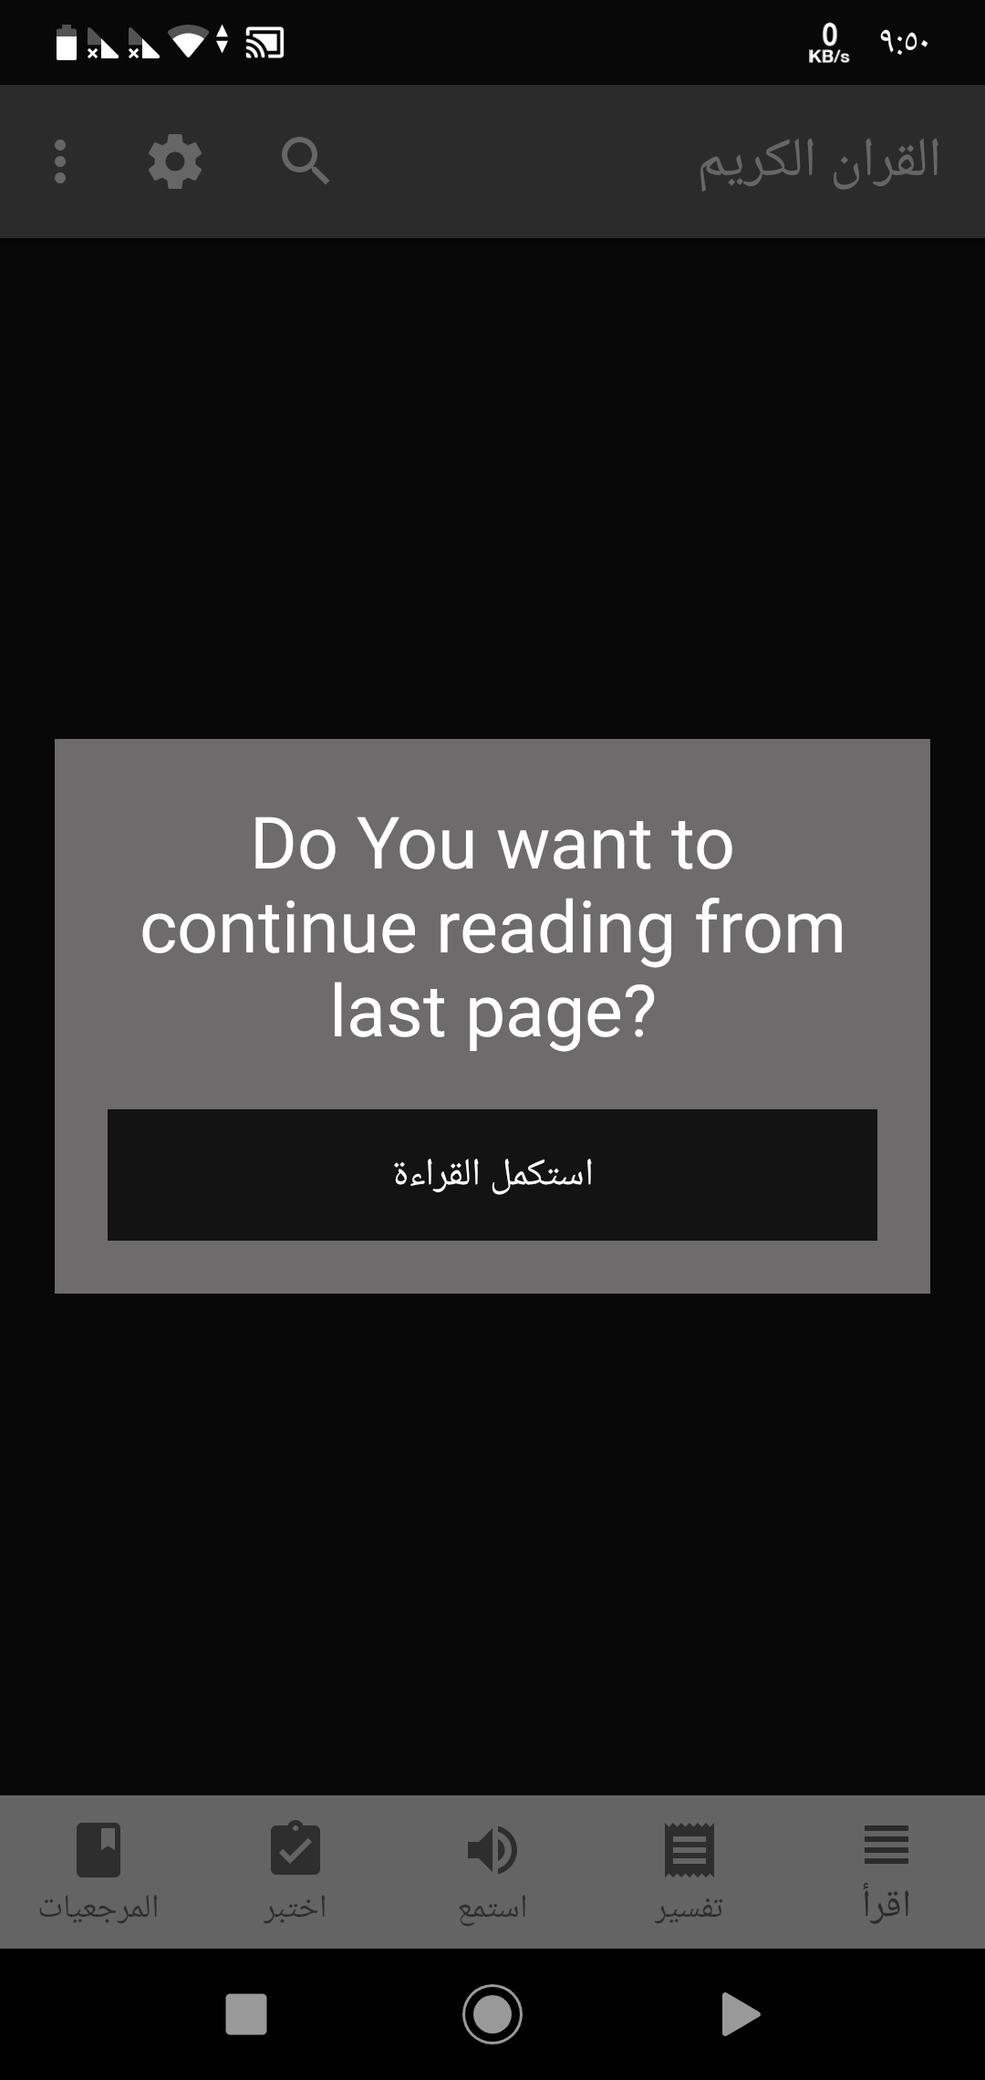 0
KB/s
٩:٥٠
القران الكريم
Do You want to
continue reading from
last page?
استكمل القراءة
اقرأ
تفسير
استمع
اختبر
المرجعيات